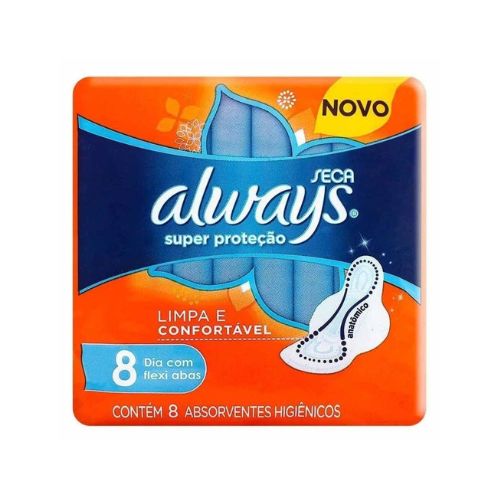 NOVO
SECA
always®
super proteção
LIMPA E
CONFORTÁVEL
anatômico
8 Dia com
flexi abas
CONTÉM 8 ABSORVENTES HIGIÊNICOS